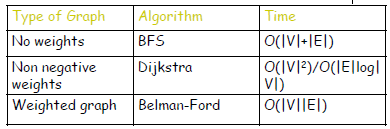 Type of Graph Algorithm Time
No weights BFS O(|V|+|E|)
Non negative weights Dijkstra O(|V|²)/O(|E|log|V|)
Weighted graph Belman-Ford O(|V||E|)